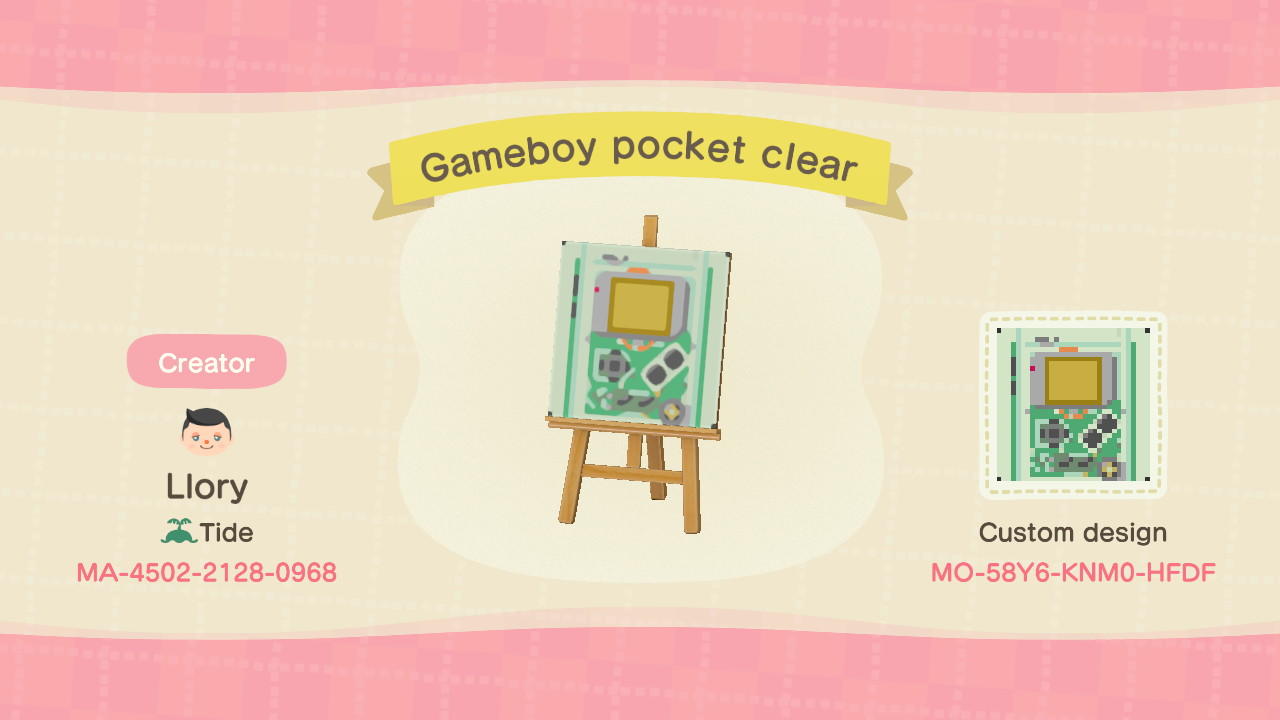 Gameboy pocket clear
Creator
Llory
Tide
MA-4502-2128-0968
Custom design
MO-58Y6-KNM0-HFDF